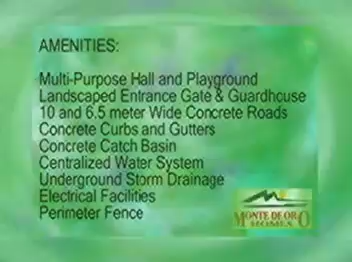 AMENITIES:
Multi-Purpose Hall and Playground
Landscaped Entrance Gate & Guardhouse
10 and 6.5 meter Wide Concrete Roads
Concrete Curbs and Gutters
Concrete Catch Basin
Centralized Water System
Underground Storm Drainage
Electrical Facilities
Perimeter Fence
MONTE DE ORO
HOMES